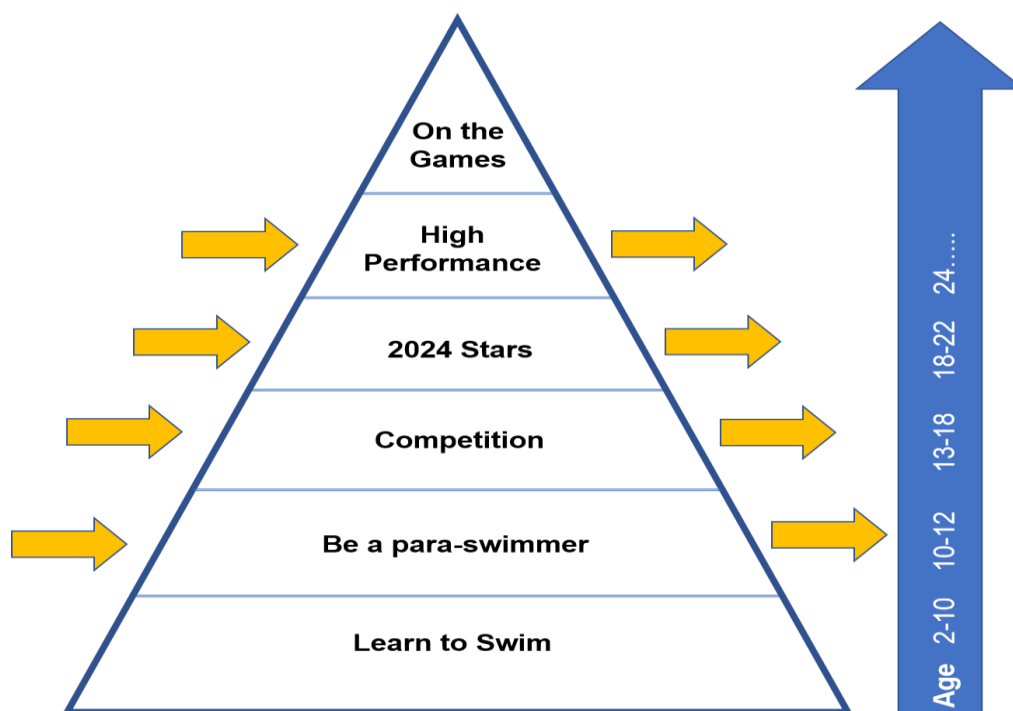 On the
Games
High
Performance
2024 Stars
Competition
Be a para-swimmer
Learn to Swim
Age 2-10 10-12 13-18 18-22 24.....